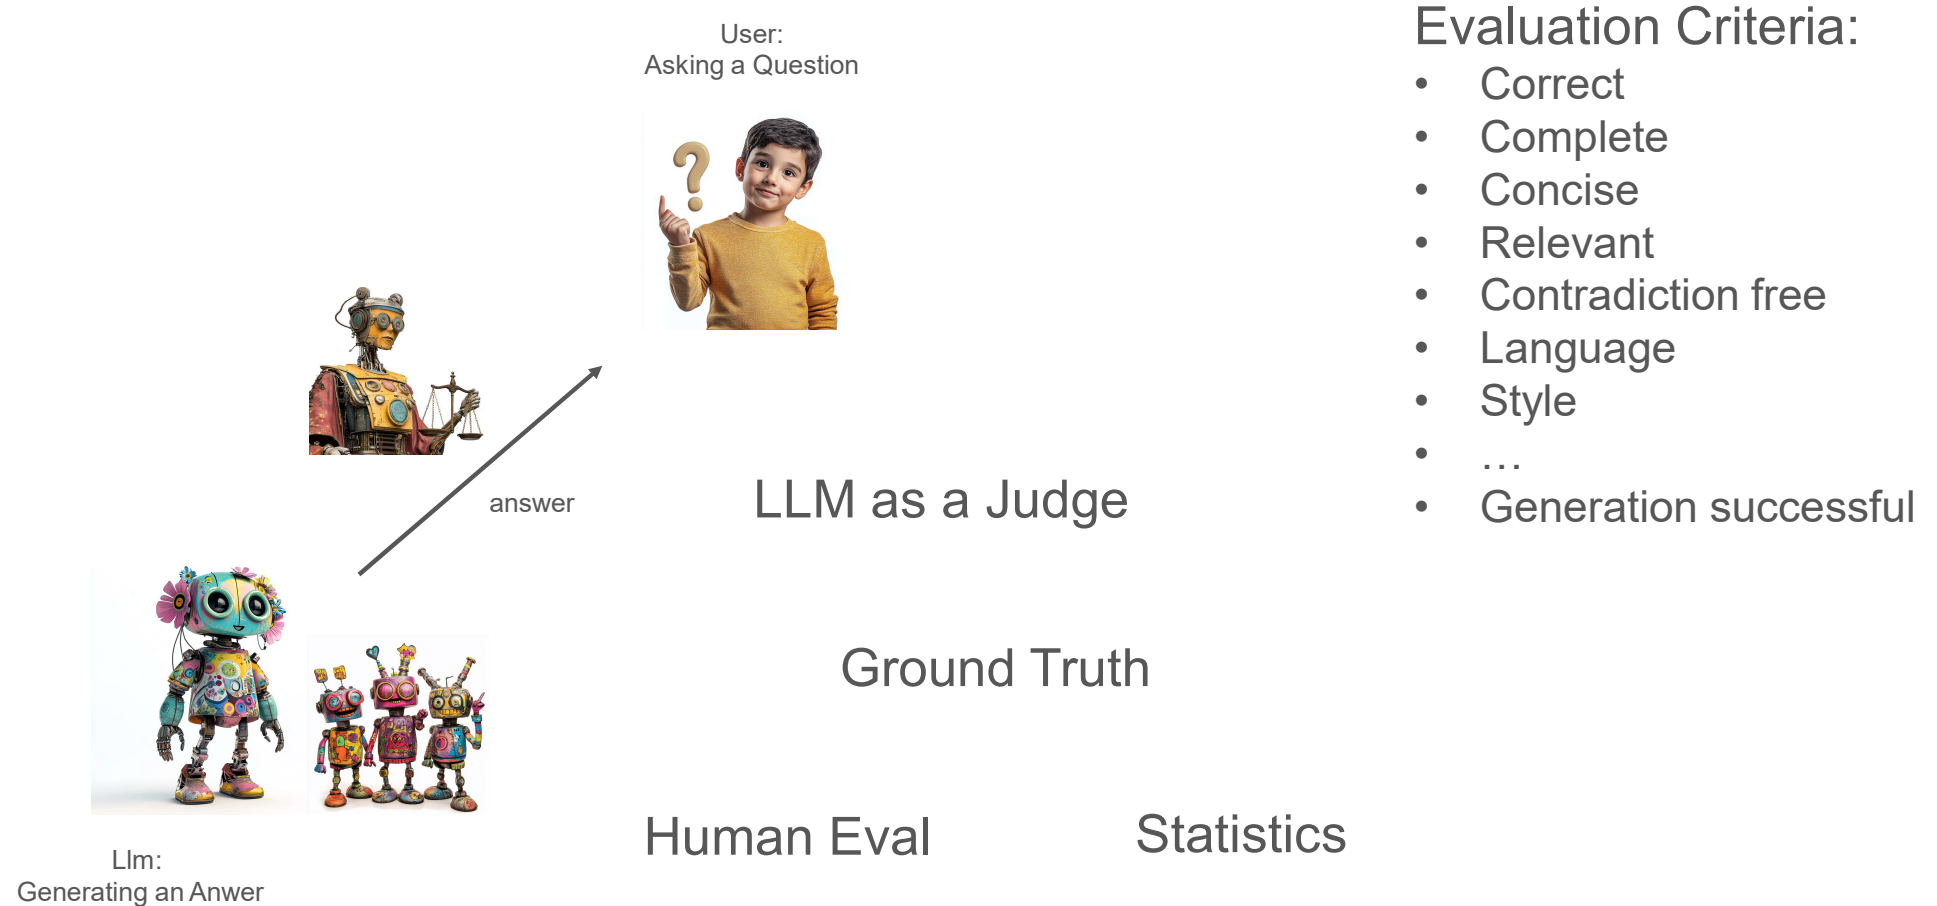 User:
Asking a Question
Evaluation Criteria:
• Correct
• Complete
• Concise
• Relevant
• Contradiction free
• Language
• Style
• …
• Generation successful
answer
LLM as a Judge
Ground Truth
Human Eval
Statistics
Llm:
Generating an Anwer